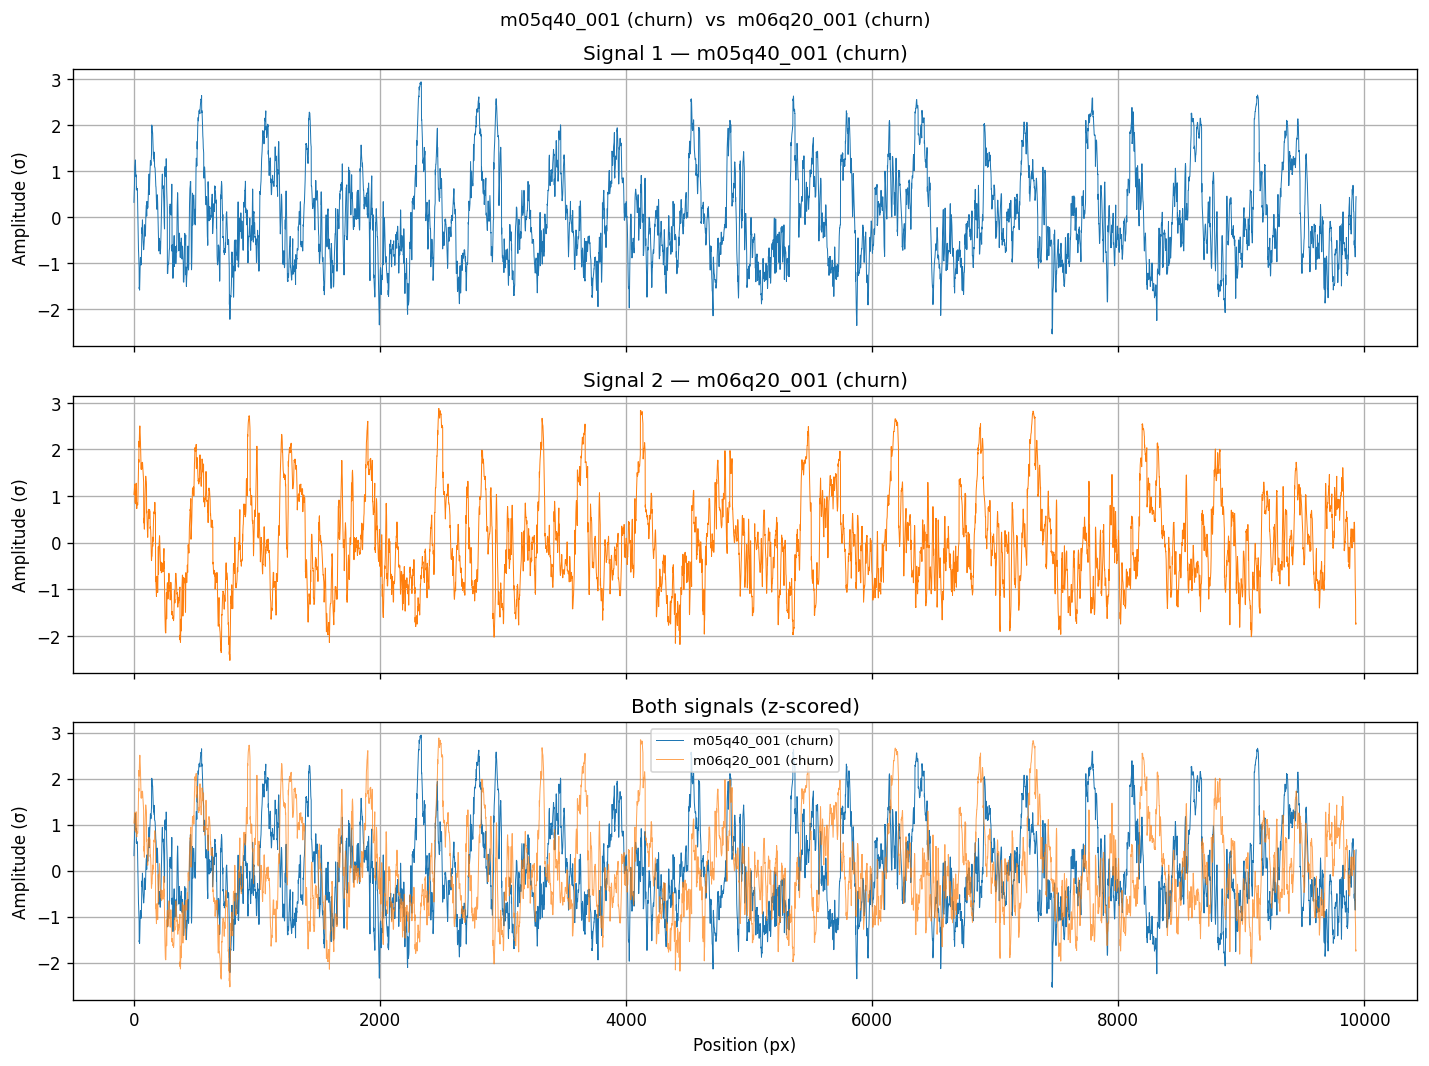 m05q40_001 (churn)  vs  m06q20_001 (churn)
Signal 1 — m05q40_001 (churn)
3
2
1
0
−1
−2
Amplitude (σ)
Signal 2 — m06q20_001 (churn)
3
2
1
0
−1
−2
Amplitude (σ)
Both signals (z-scored)
m05q40_001 (churn)
m06q20_001 (churn)
3
2
1
0
−1
−2
Amplitude (σ)
0 2000 4000 6000 8000 10000
Position (px)